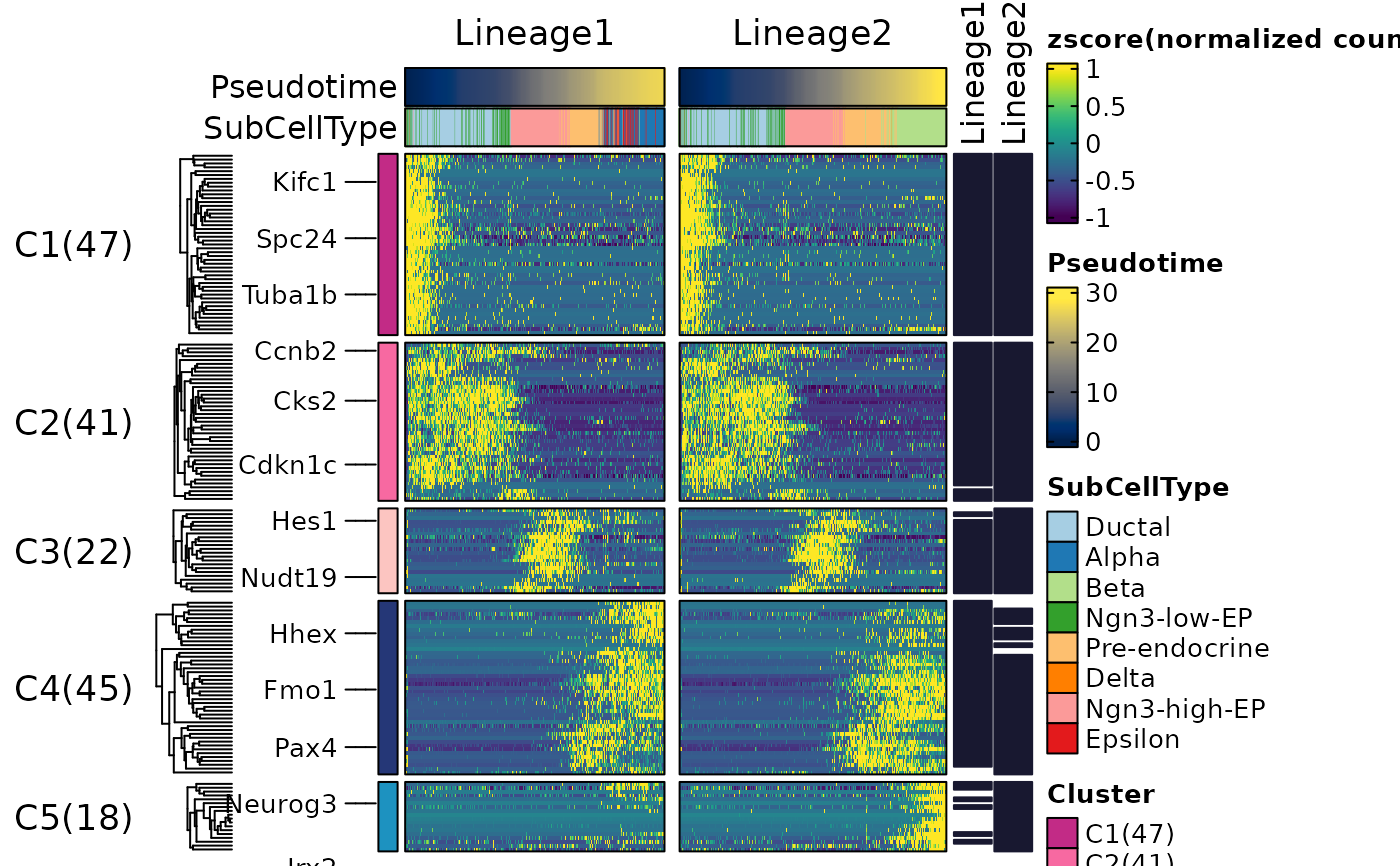 Lineage1
Lineage2
Lineage1
Lineage2
Pseudotime
SubCellType
C1(47)
Kifc1
Spc24
Tuba1b
C2(41)
Ccnb2
Cks2
Cdkn1c
C3(22)
Hes1
Nudt19
C4(45)
Hhex
Fmo1
Pax4
C5(18)
Neurog3
zscore(normalized coun
1
0.5
0
-0.5
-1
Pseudotime
30
20
10
0
SubCellType
Ductal
Alpha
Beta
Ngn3-low-EP
Pre-endocrine
Delta
Ngn3-high-EP
Epsilon
Cluster
C1(47)
C2(41)